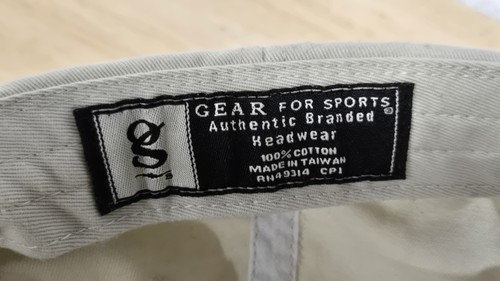 g
GEAR FOR SPORTS®
Authentic Branded
Headwear
100% COTTON
MADE IN TAIWAN
RN49314 CP1